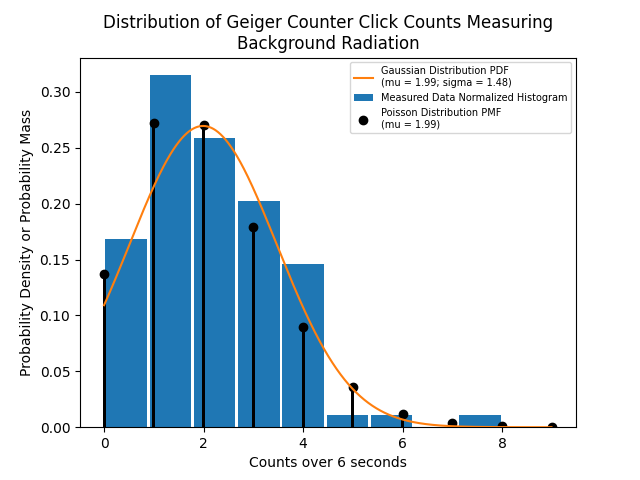 Distribution of Geiger Counter Click Counts Measuring
Background Radiation
Probability Density or Probability Mass
0.30
0.25
0.20
0.15
0.10
0.05
0.00
Gaussian Distribution PDF
(mu = 1.99; sigma = 1.48)
Measured Data Normalized Histogram
Poisson Distribution PMF
(mu = 1.99)
0 2 4 6 8
Counts over 6 seconds